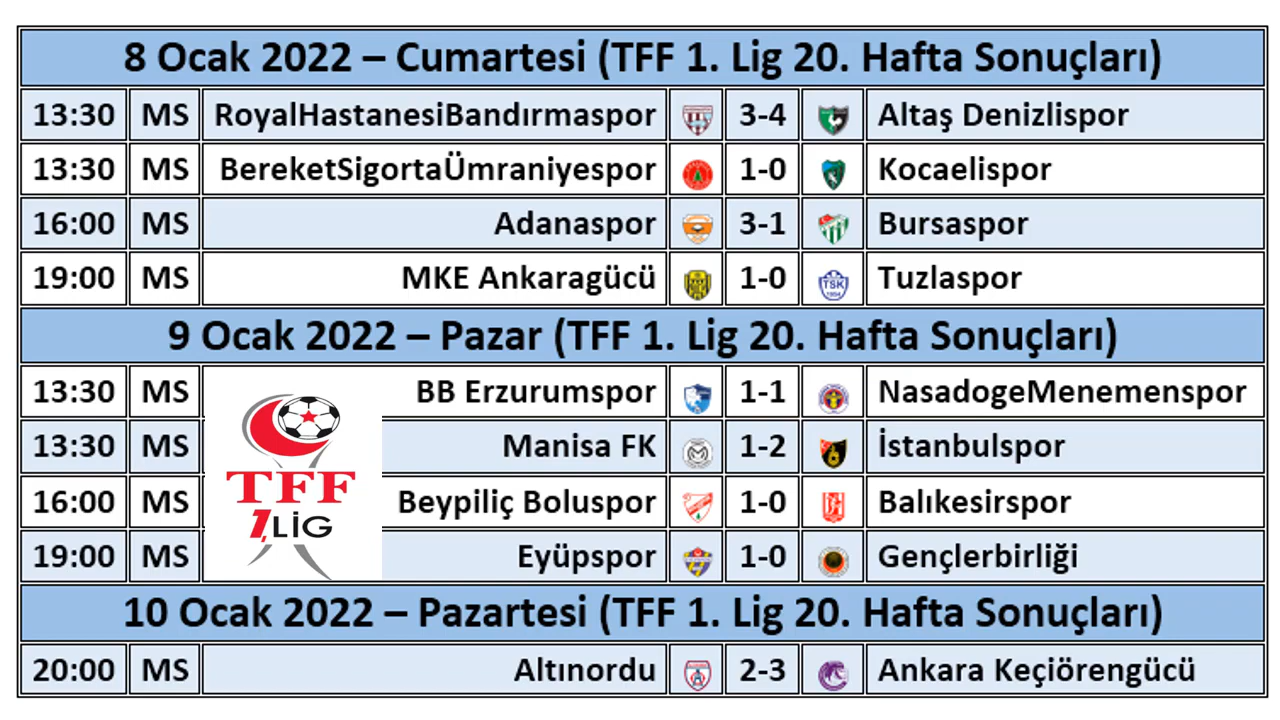 8 Ocak 2022 – Cumartesi (TFF 1. Lig 20. Hafta Sonuçları)
13:30 MS RoyalHastanesiBandırmaspor 3-4 Altaş Denizlispor
13:30 MS BereketSigortaÜmraniyespor 1-0 Kocaelispor
16:00 MS Adanaspor 3-1 Bursaspor
19:00 MS MKE Ankaragücü 1-0 TSK Tuzlaspor
9 Ocak 2022 – Pazar (TFF 1. Lig 20. Hafta Sonuçları)
13:30 MS BB Erzurumspor 1-1 NasadogeMenemenspor
13:30 MS Manisa FK 1-2 İstanbulspor
16:00 MS Beypiliç Boluspor 1-0 Balıkesirspor
19:00 MS Eyüpspor 1-0 Gençlerbirliği
TFF
1.LİG
10 Ocak 2022 – Pazartesi (TFF 1. Lig 20. Hafta Sonuçları)
20:00 MS Altınordu 2-3 Ankara Keçiörengücü